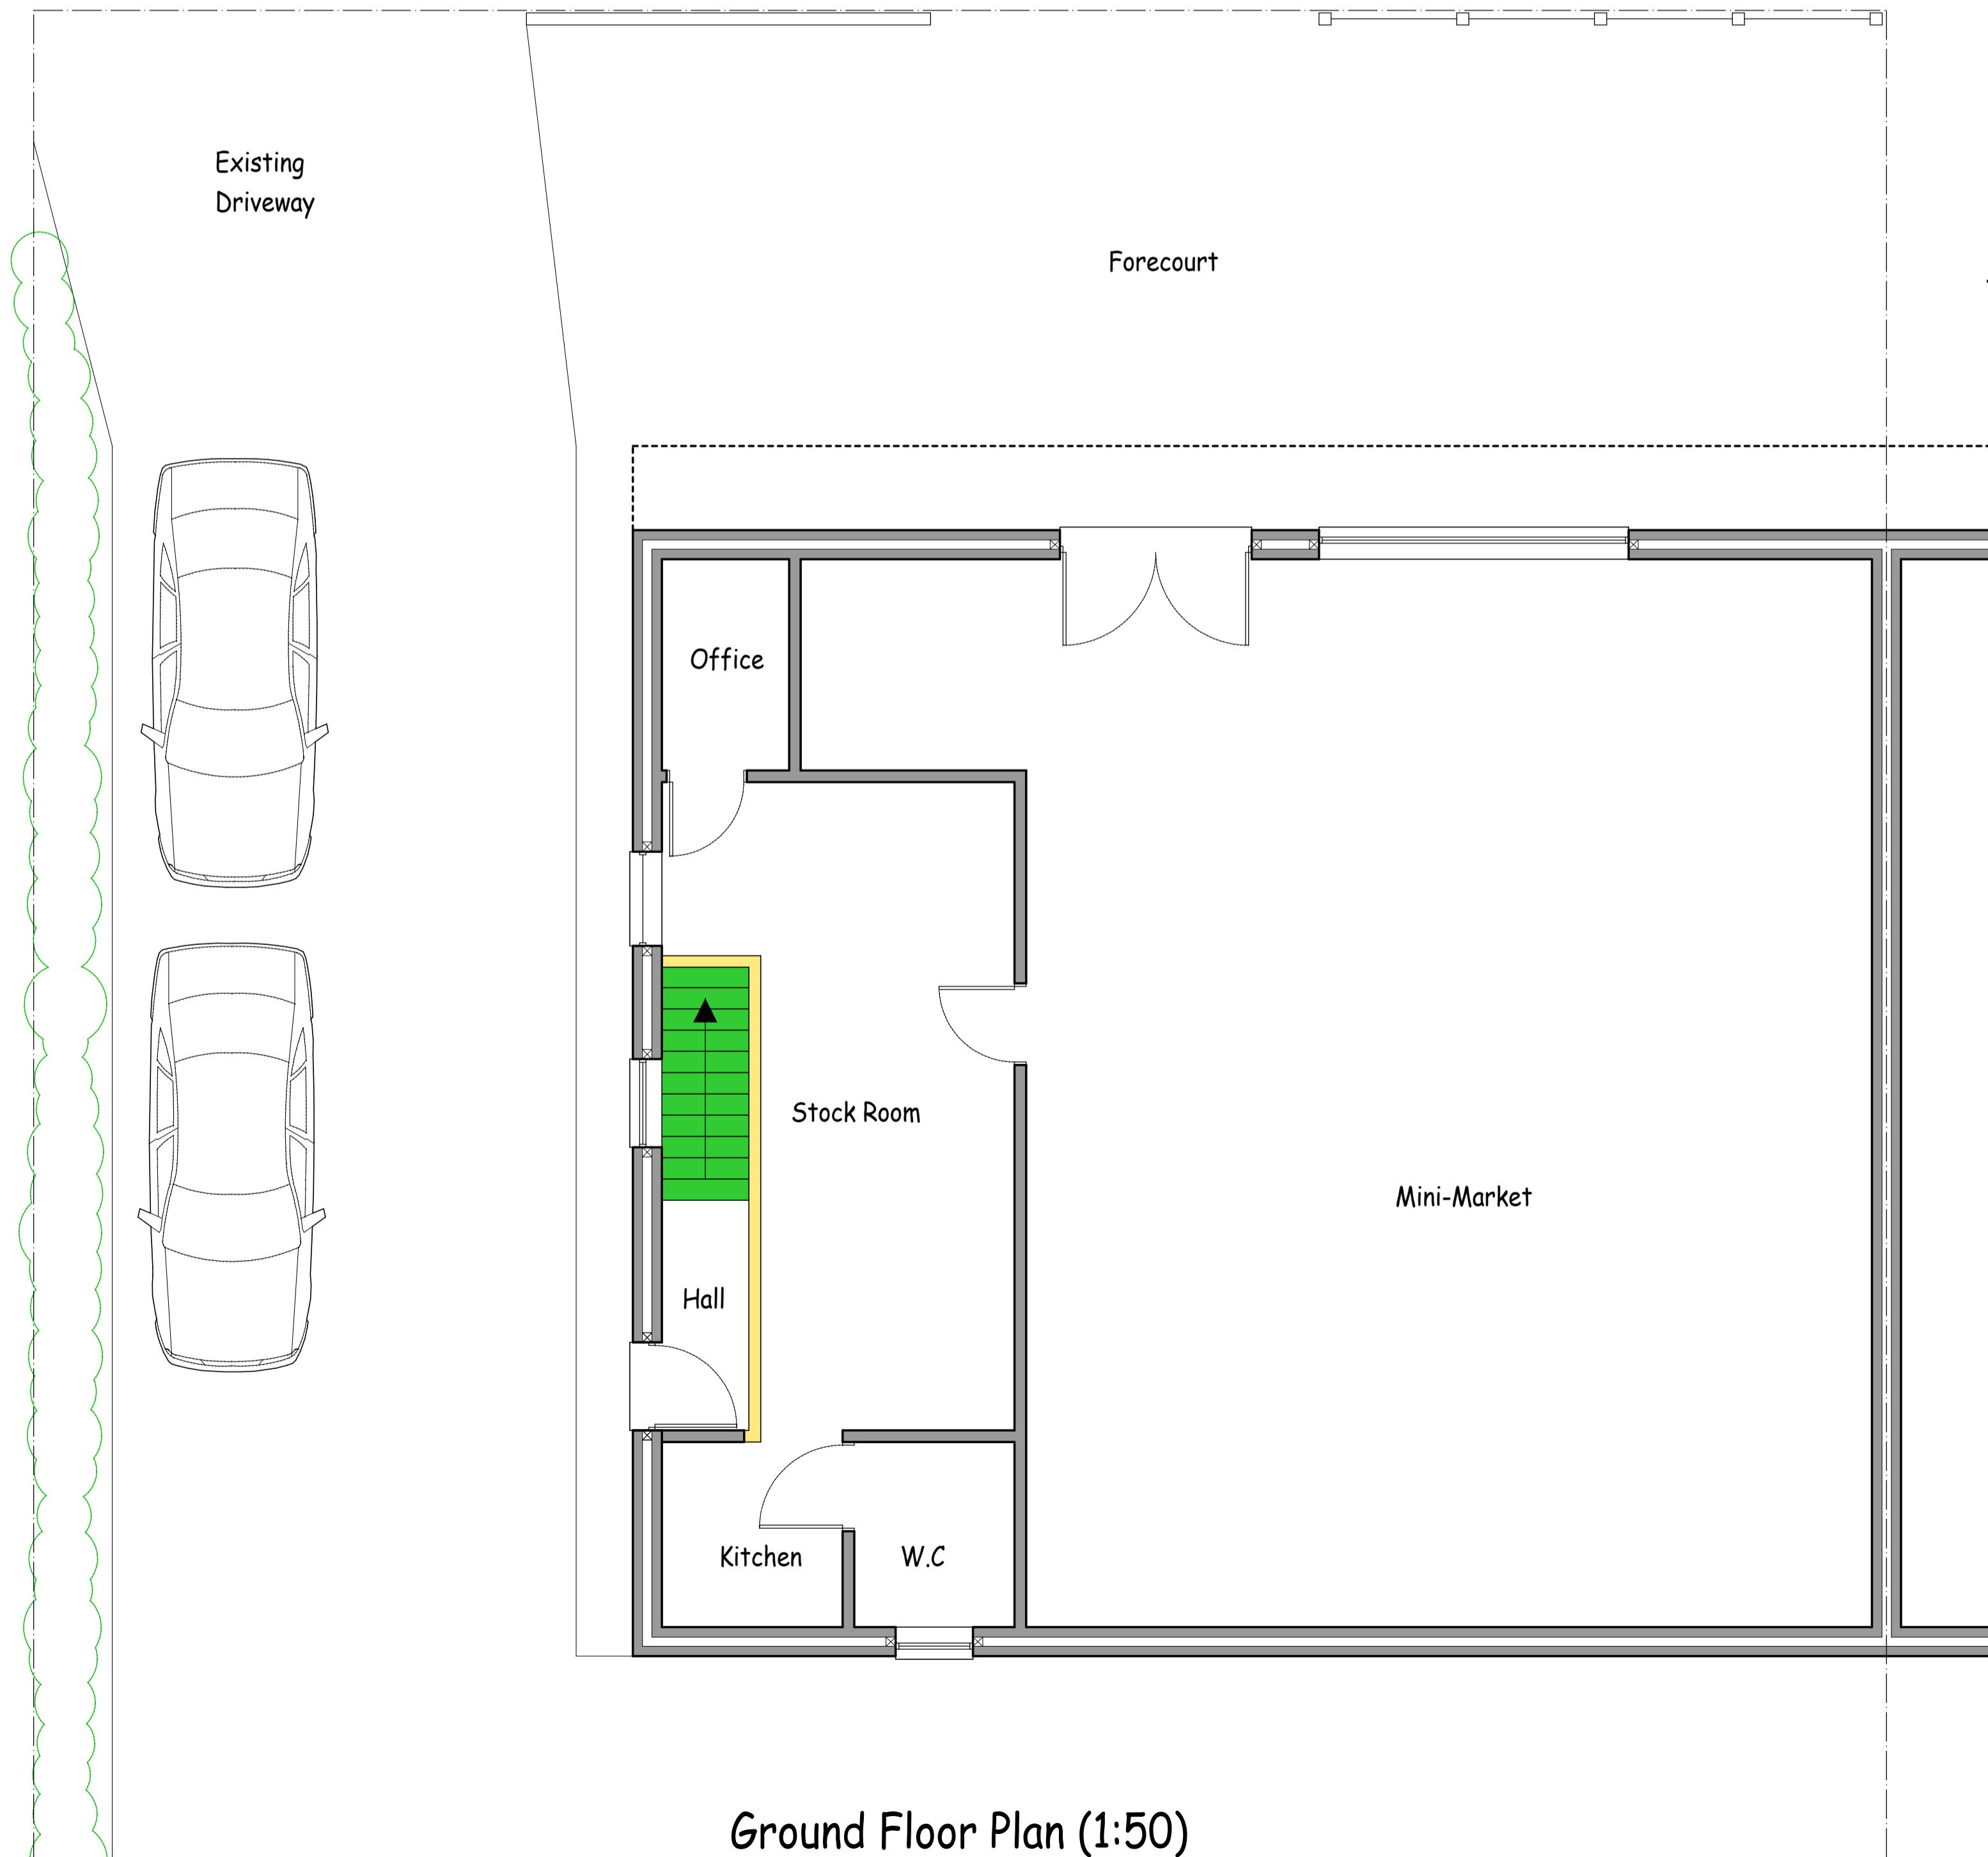 Existing
Driveway
Forecourt
Office
Stock Room
Mini-Market
Hall
Kitchen
W.C
Ground Floor Plan (1:50)